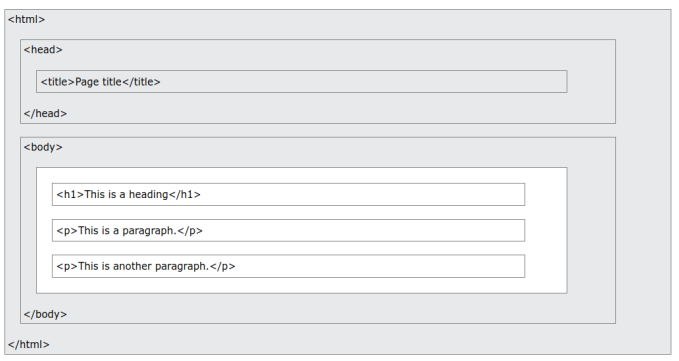 <html>
<head>
<title>Page title</title>
</head>
<body>
<h1>This is a heading</h1>
<p>This is a paragraph.</p>
<p>This is another paragraph.</p>
</body>
</html>